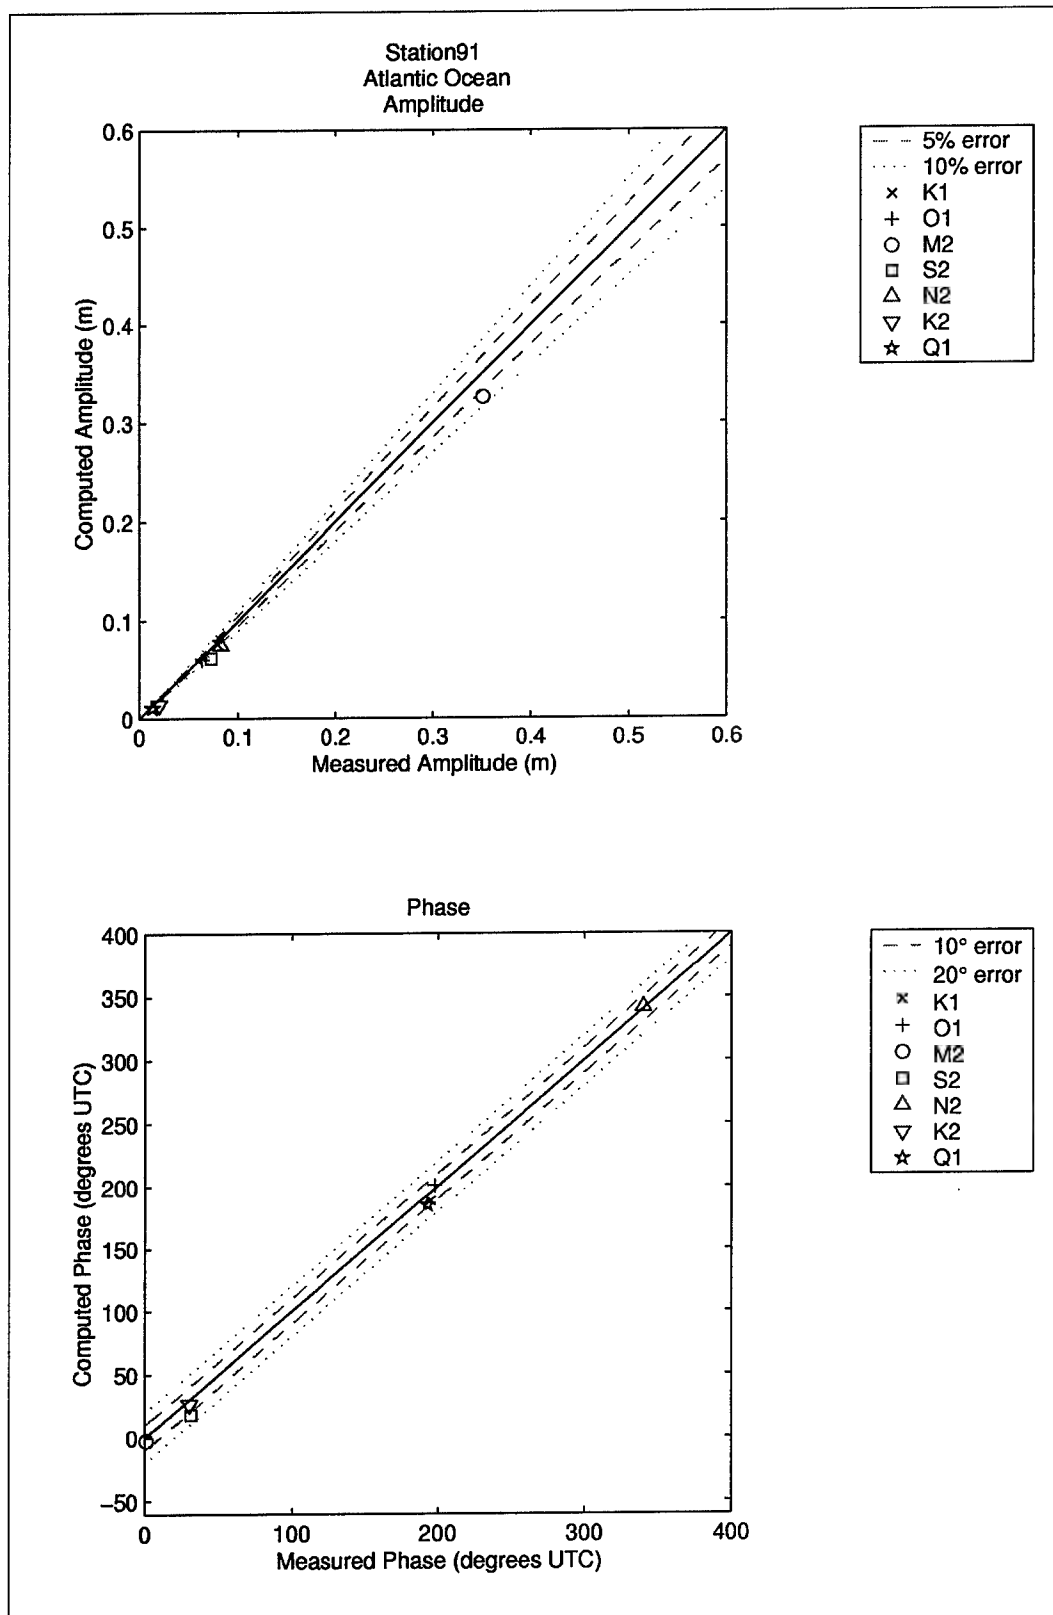 Station91
Atlantic Ocean
Amplitude
0.6
0.5
0.4
0.3
0.2
0.1
0
Computed Amplitude (m)
0
0.1
0.2
0.3
0.4
0.5
0.6
Measured Amplitude (m)
5% error
10% error
K1
O1
M2
S2
N2
K2
Q1
Phase
400
350
300
250
200
150
100
50
0
−50
Computed Phase (degrees UTC)
0
100
200
300
400
Measured Phase (degrees UTC)
10° error
20° error
K1
O1
M2
S2
N2
K2
Q1